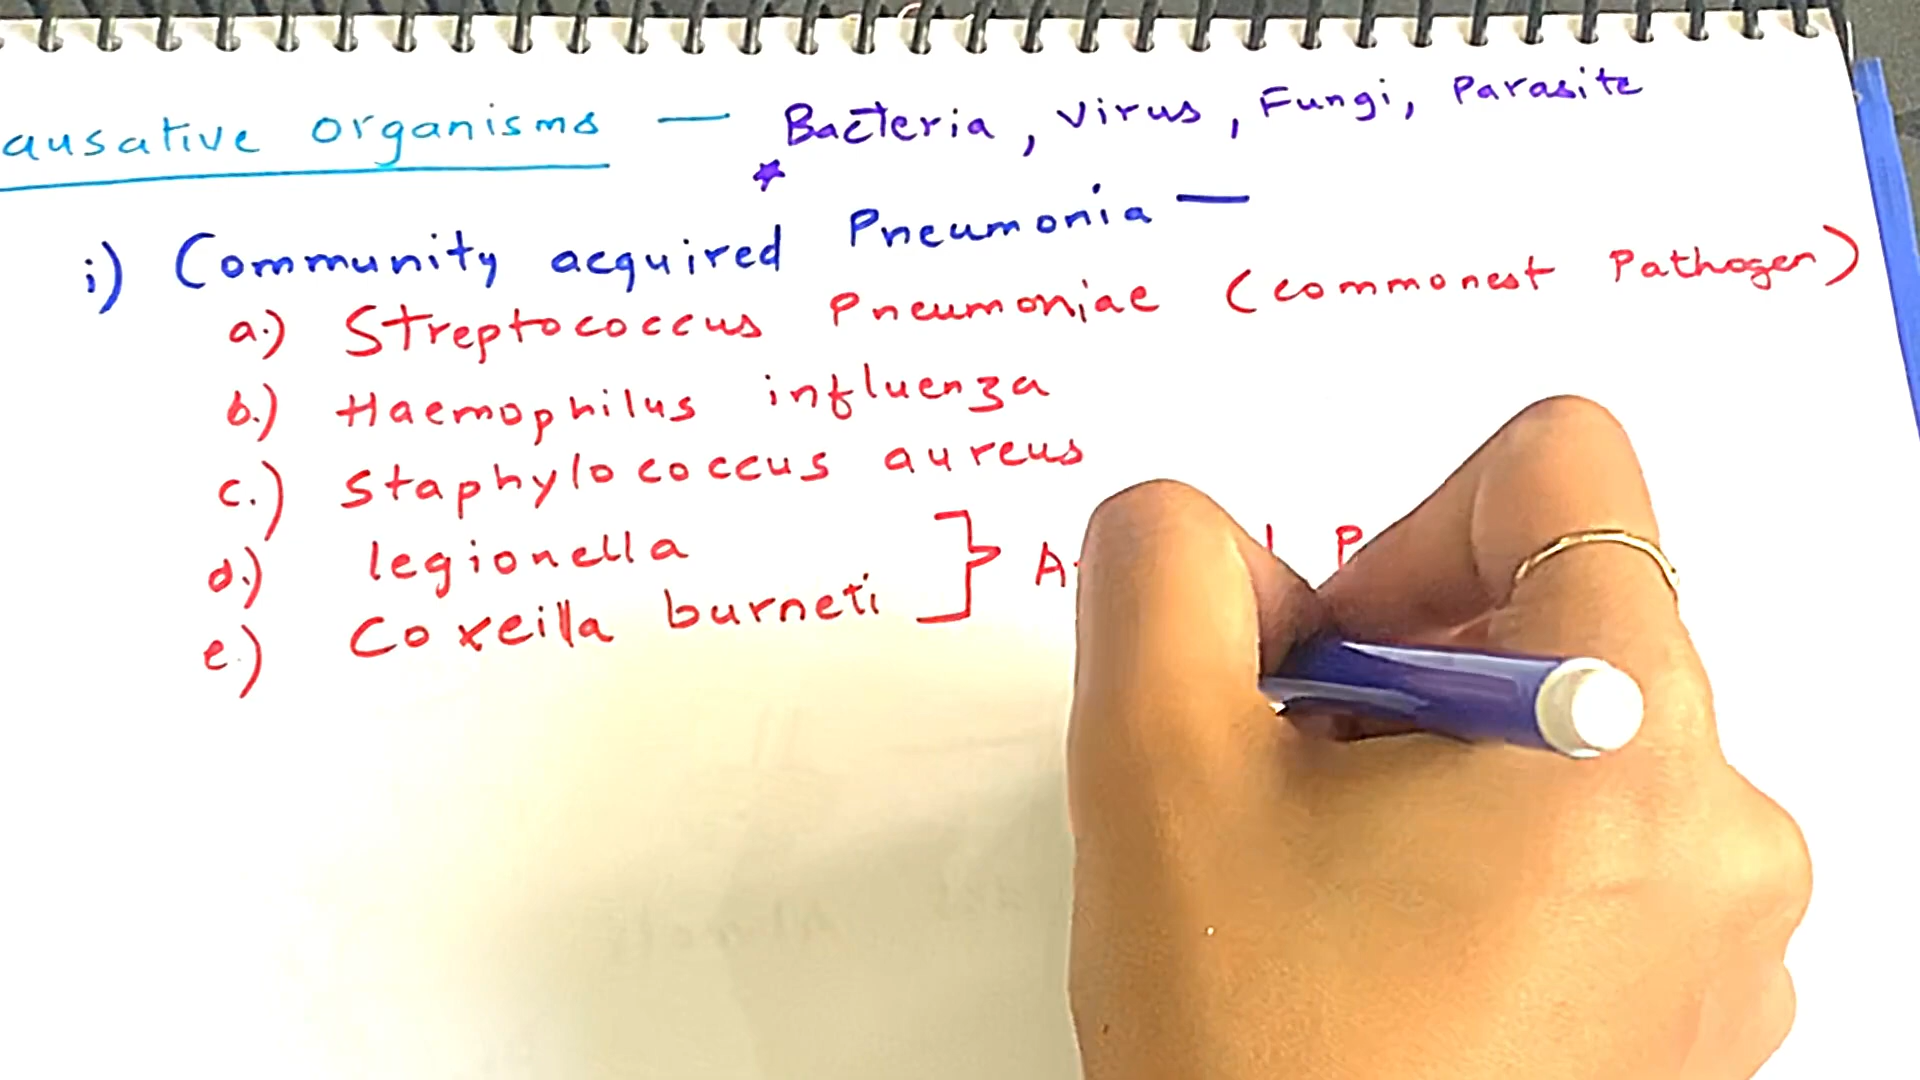 ausative organisms — Bacteria, Virus, Fungi, Parasite
i) Community acquired Pneumonia —
a.) Streptococcus Pneumoniae (commonest Pathogen)
b.) Haemophilus influenza
c.) Staphylococcus aureus
d.) legionella
e.) Coxeilla burneti